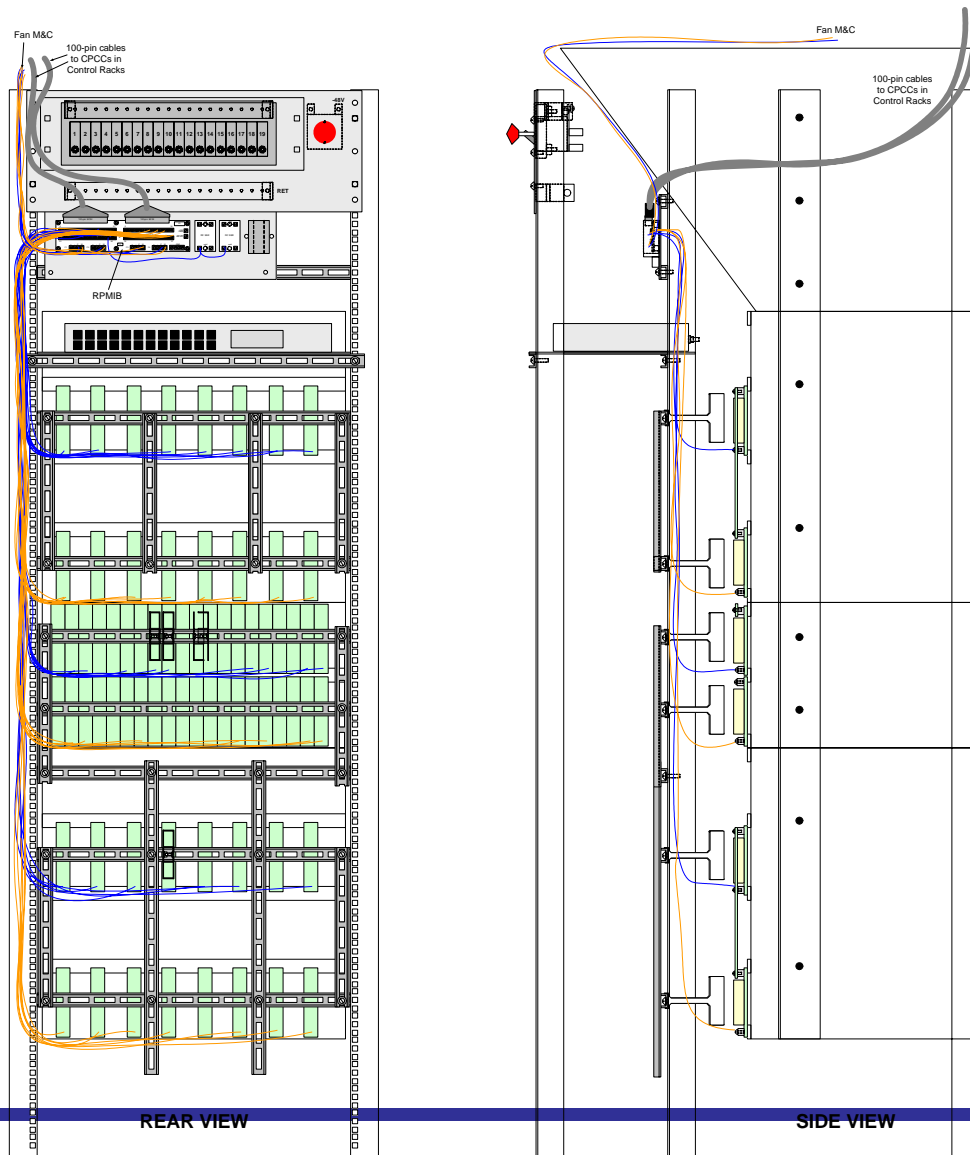 Fan M&C
100-pin cables
to CPCCs in
Control Racks
-48V
1 2 3 4 5 6 7 8 9 10 11 12 13 14 15 16 17 18 19
RET
RPMIB
Fan M&C
100-pin cables
to CPCCs in
Control Racks
REAR VIEW
SIDE VIEW